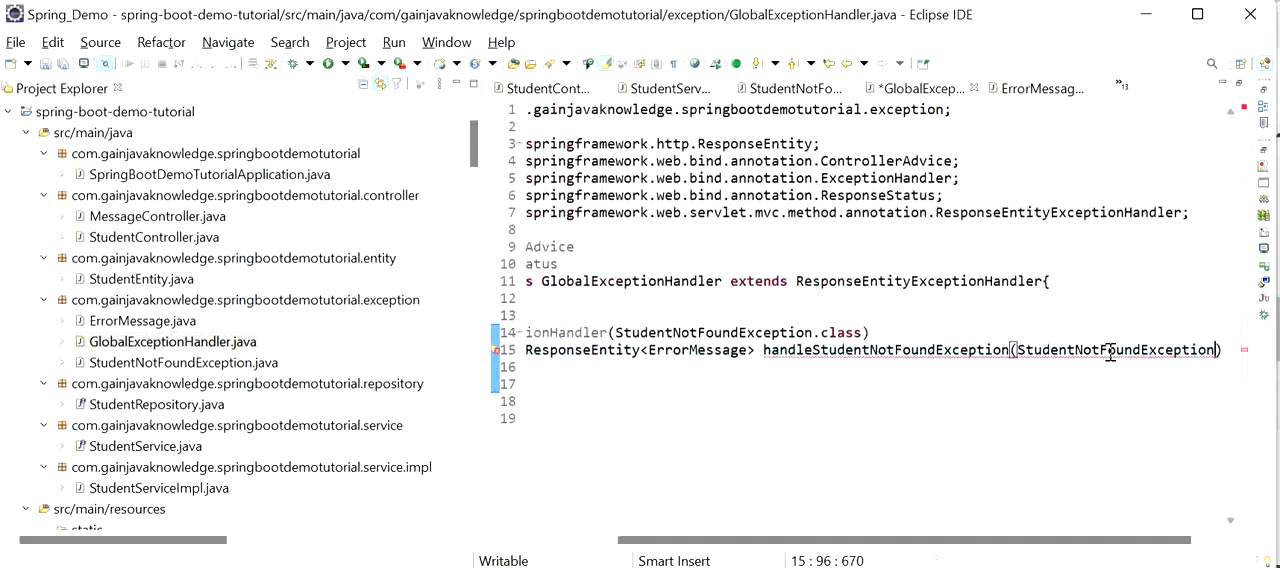 Spring_Demo - spring-boot-demo-tutorial/src/main/java/com/gainjavaknowledge/springbootdemotutorial/exception/GlobalExceptionHandler.java - Eclipse IDE
File Edit Source Refactor Navigate Search Project Run Window Help
Project Explorer
StudentCont...
StudentServ...
StudentNotFo...
*GlobalExcep...
ErrorMessag...
13
spring-boot-demo-tutorial
src/main/java
com.gainjavaknowledge.springbootdemotutorial
SpringBootDemoTutorialApplication.java
com.gainjavaknowledge.springbootdemotutorial.controller
MessageController.java
StudentController.java
com.gainjavaknowledge.springbootdemotutorial.entity
StudentEntity.java
com.gainjavaknowledge.springbootdemotutorial.exception
ErrorMessage.java
GlobalExceptionHandler.java
StudentNotFoundException.java
com.gainjavaknowledge.springbootdemotutorial.repository
StudentRepository.java
com.gainjavaknowledge.springbootdemotutorial.service
StudentService.java
com.gainjavaknowledge.springbootdemotutorial.service.impl
StudentServiceImpl.java
src/main/resources
static
1 .gainjavaknowledge.springbootdemotutorial.exception;
2
3 springframework.http.ResponseEntity;
4 springframework.web.bind.annotation.ControllerAdvice;
5 springframework.web.bind.annotation.ExceptionHandler;
6 springframework.web.bind.annotation.ResponseStatus;
7 springframework.web.servlet.mvc.method.annotation.ResponseEntityExceptionHandler;
8
9 Advice
10 atus
11 s GlobalExceptionHandler extends ResponseEntityExceptionHandler{
12
13
14 ionHandler(StudentNotFoundException.class)
15 ResponseEntity<ErrorMessage> handleStudentNotFoundException(StudentNotFoundException)
16
17
18
19
Writable
Smart Insert
15 : 96 : 670